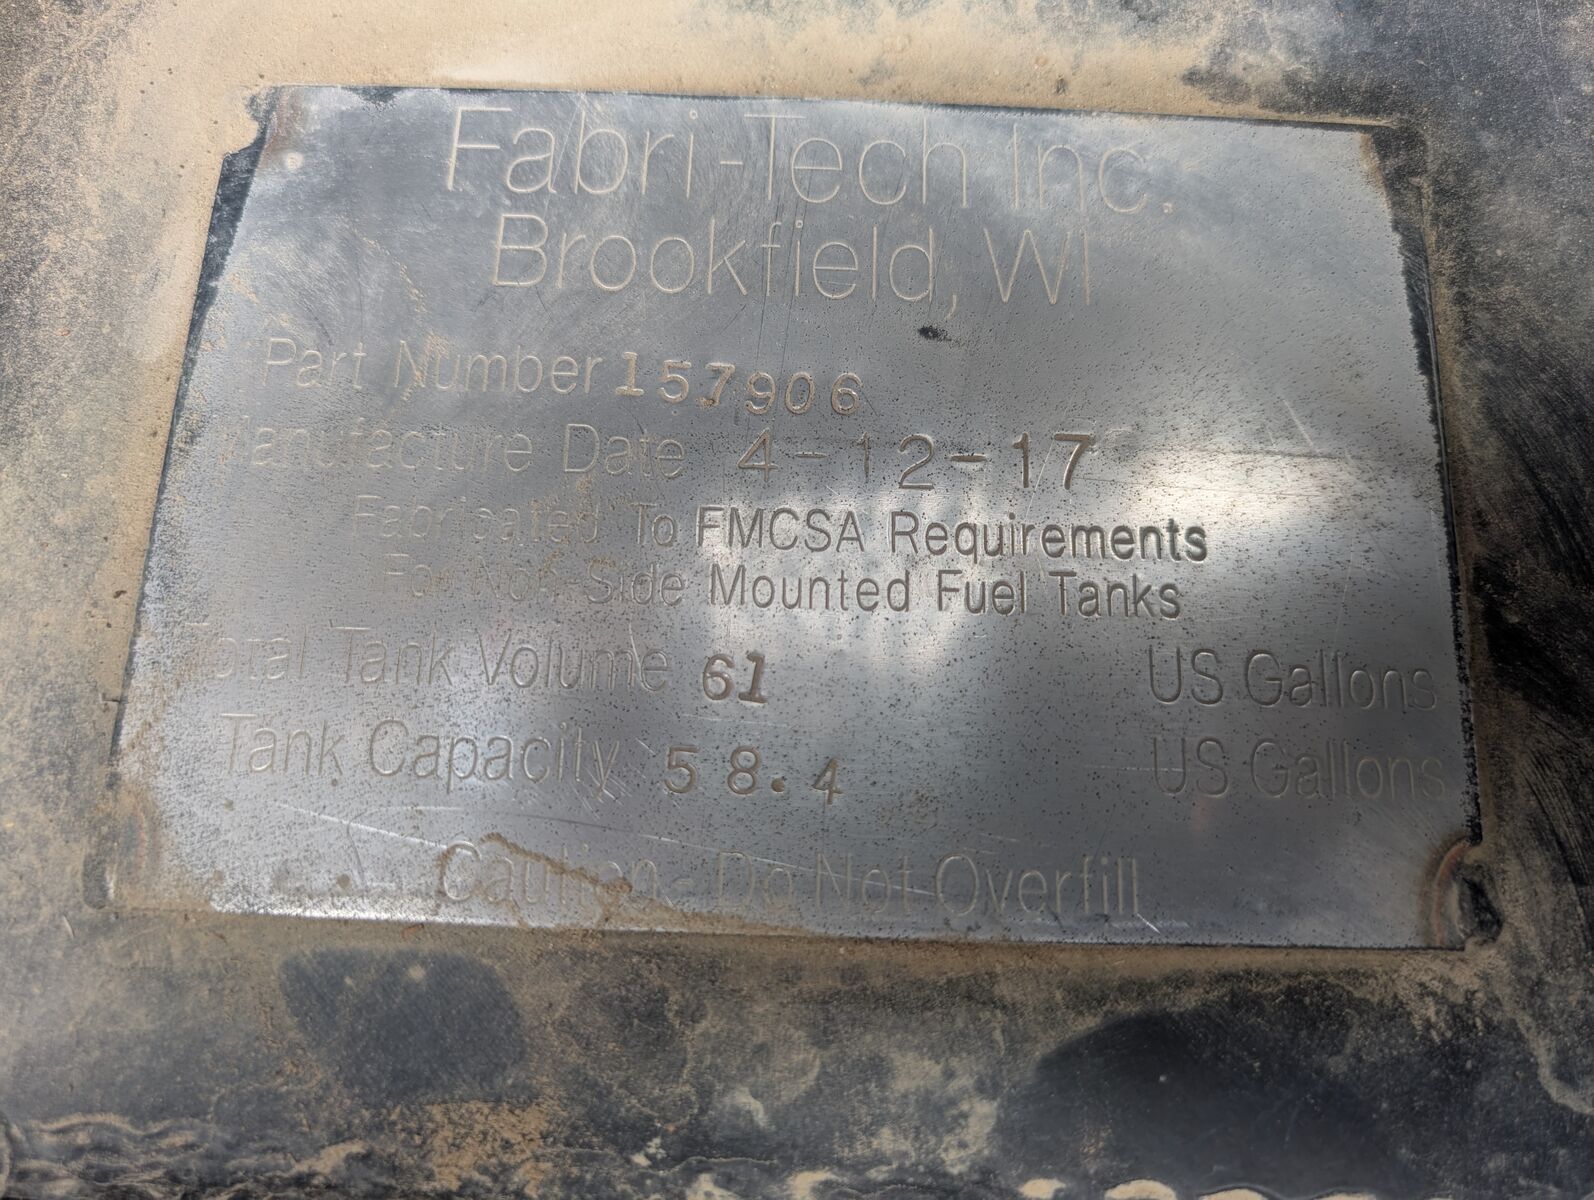 Fabri-Tech Inc.
Brookfield, WI
Part Number 157906
Manufacture Date 4-12-17
Fabricated To FMCSA Requirements
For Non-Side Mounted Fuel Tanks
Total Tank Volume 61 US Gallons
Tank Capacity 58.4 US Gallons
Caution - Do Not Overfill